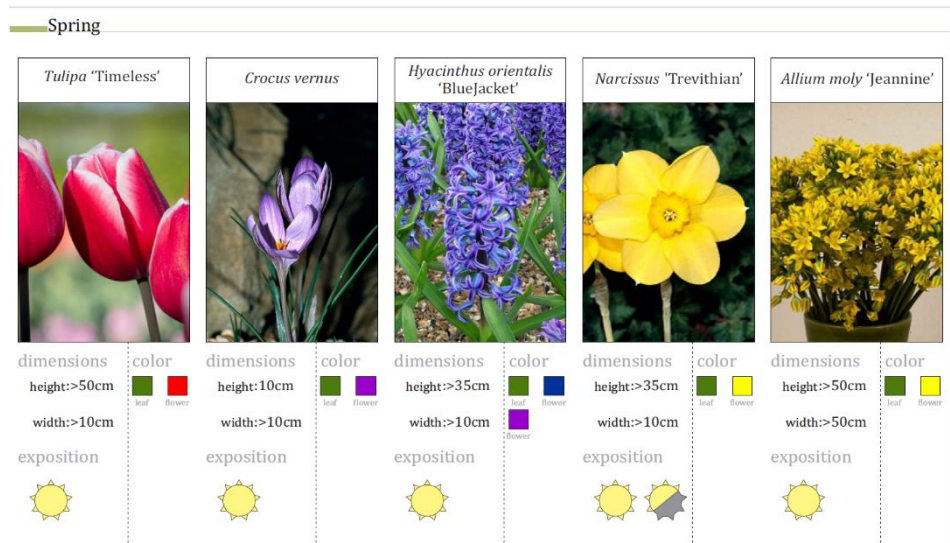 Spring
Tulipa ‘Timeless’
Crocus vernus
Hyacinthus orientalis
‘BlueJacket’
Narcissus ‘Trevithian’
Allium moly ‘Jeannine’
dimensions color
height:>50cm
leaf flower
width:>10cm
exposition
dimensions color
height:10cm
leaf flower
width:>10cm
exposition
dimensions color
height:>35cm
leaf flower
width:>10cm
flower
exposition
dimensions color
height:>35cm
leaf flower
width:>10cm
exposition
dimensions color
height:>50cm
leaf flower
width:>50cm
exposition